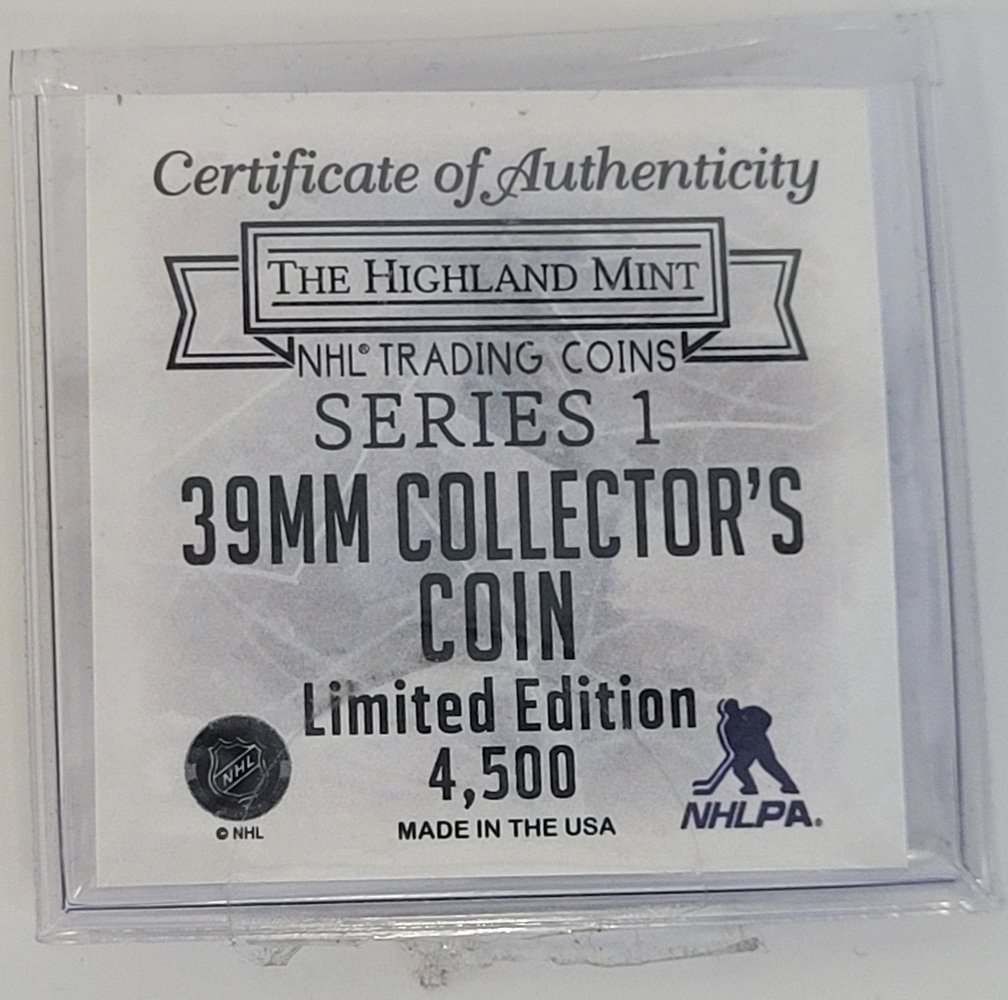 Certificate of Authenticity
THE HIGHLAND MINT
NHL® TRADING COINS
SERIES 1
39MM COLLECTOR'S
COIN
Limited Edition
4,500
MADE IN THE USA
NHL
© NHL
NHLPA.